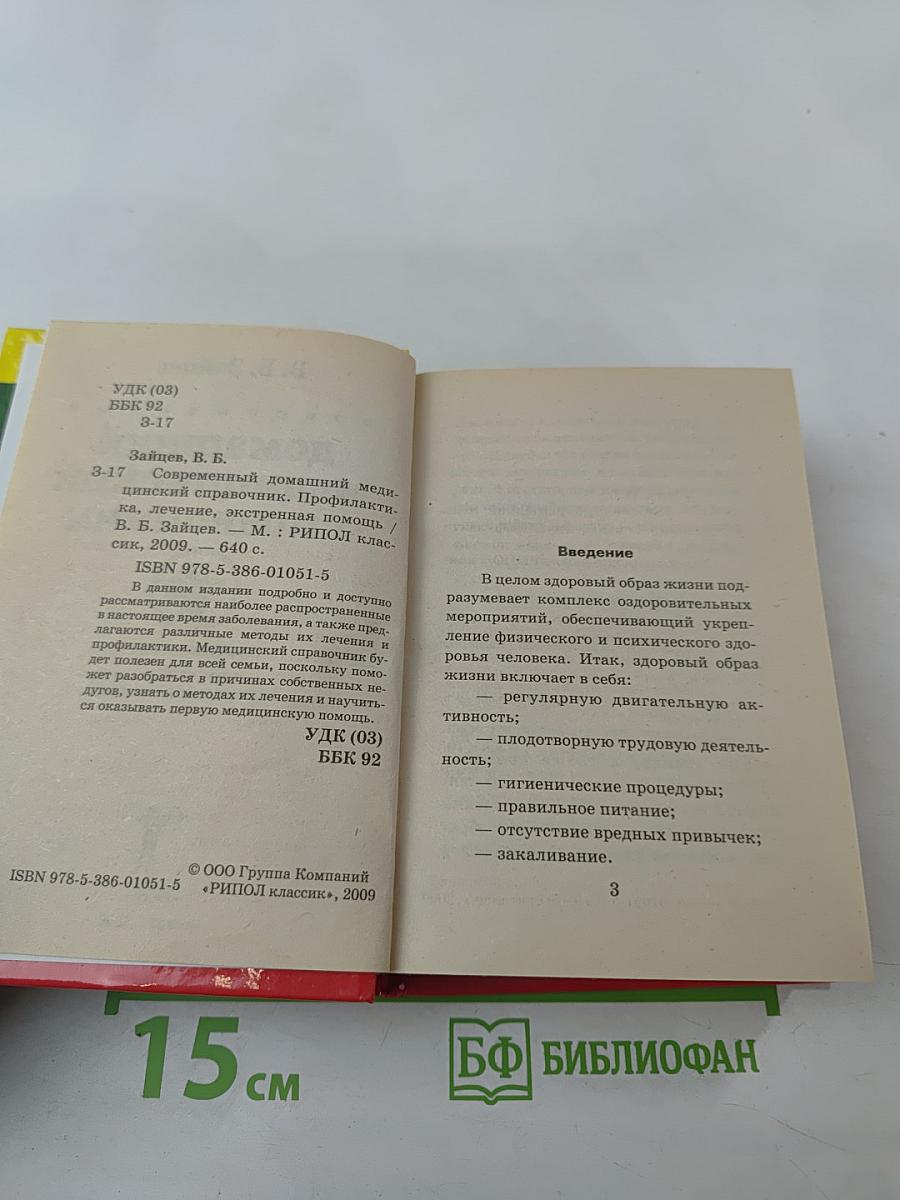 УДК (03)
ББК 92
З-17
Зайцев, В. Б.
З-17 Современный домашний меди-
цинский справочник. Профилакти-
ка, лечение, экстренная помощь /
В. Б. Зайцев. — М. : РИПОЛ клас-
сик, 2009. — 640 с.
ISBN 978-5-386-01051-5
В данном издании подробно и доступно
рассматриваются наиболее распространенные
в настоящее время заболевания, а также пред-
лагаются различные методы их лечения и
профилактики. Медицинский справочник бу-
дет полезен для всей семьи, поскольку помо-
жет разобраться в причинах собственных не-
дугов, узнать о методах их лечения и научить-
ся оказывать первую медицинскую помощь.
УДК (03)
ББК 92
ISBN 978-5-386-01051-5
© ООО Группа Компаний
«РИПОЛ классик», 2009
Введение
В целом здоровый образ жизни под-
разумевает комплекс оздоровительных
мероприятий, обеспечивающий укреп-
ление физического и психического здо-
ровья человека. Итак, здоровый образ
жизни включает в себя:
— регулярную двигательную ак-
тивность;
— плодотворную трудовую деятель-
ность;
— гигиенические процедуры;
— правильное питание;
— отсутствие вредных привычек;
— закаливание.
3
15 см
БФ БИБЛИОФАН